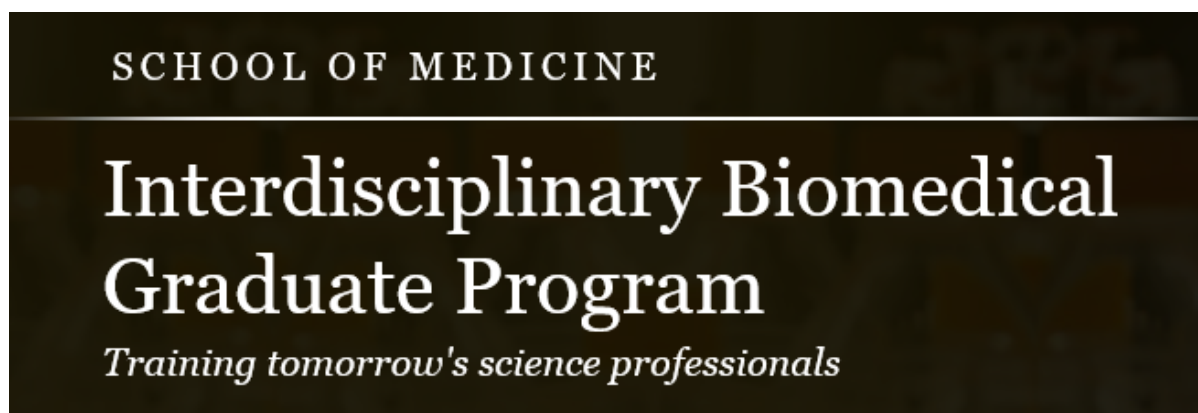 SCHOOL OF MEDICINE
Interdisciplinary Biomedical
Graduate Program
Training tomorrow's science professionals